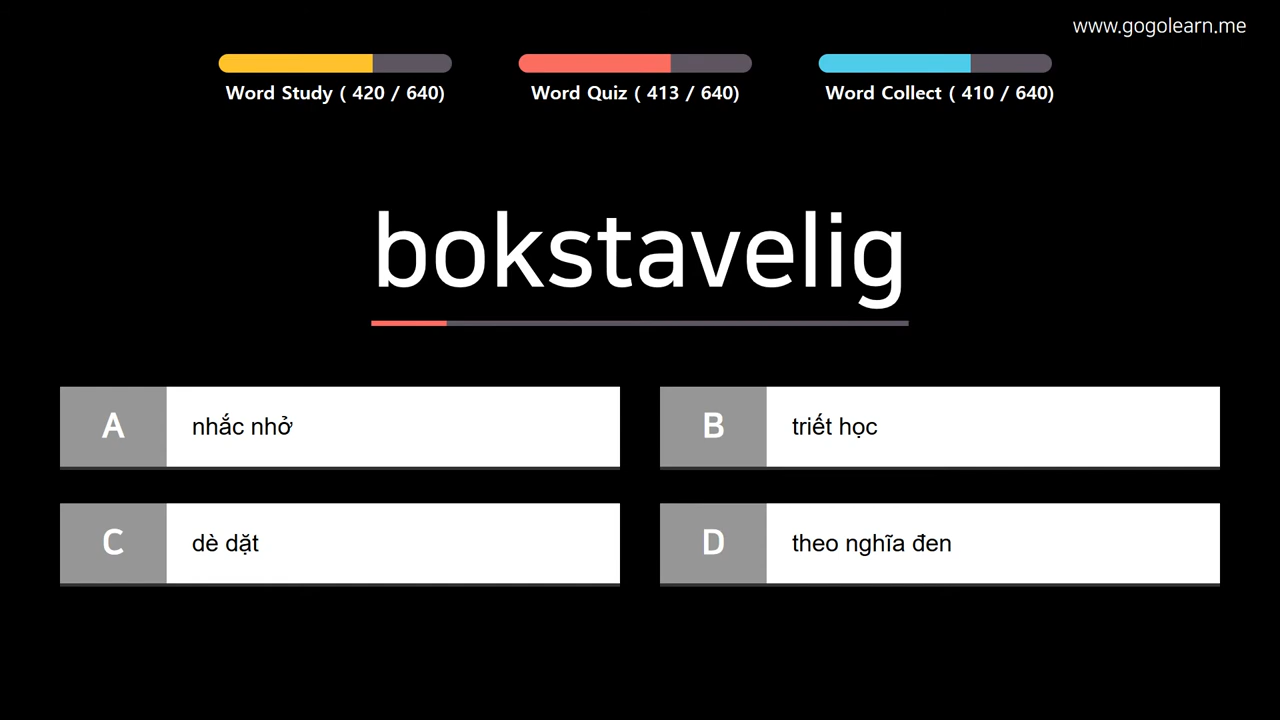 www.gogolearn.me
Word Study ( 420 / 640)
Word Quiz ( 413 / 640)
Word Collect ( 410 / 640)
bokstavelig
A
nhắc nhở
B
triết học
C
dè dặt
D
theo nghĩa đen